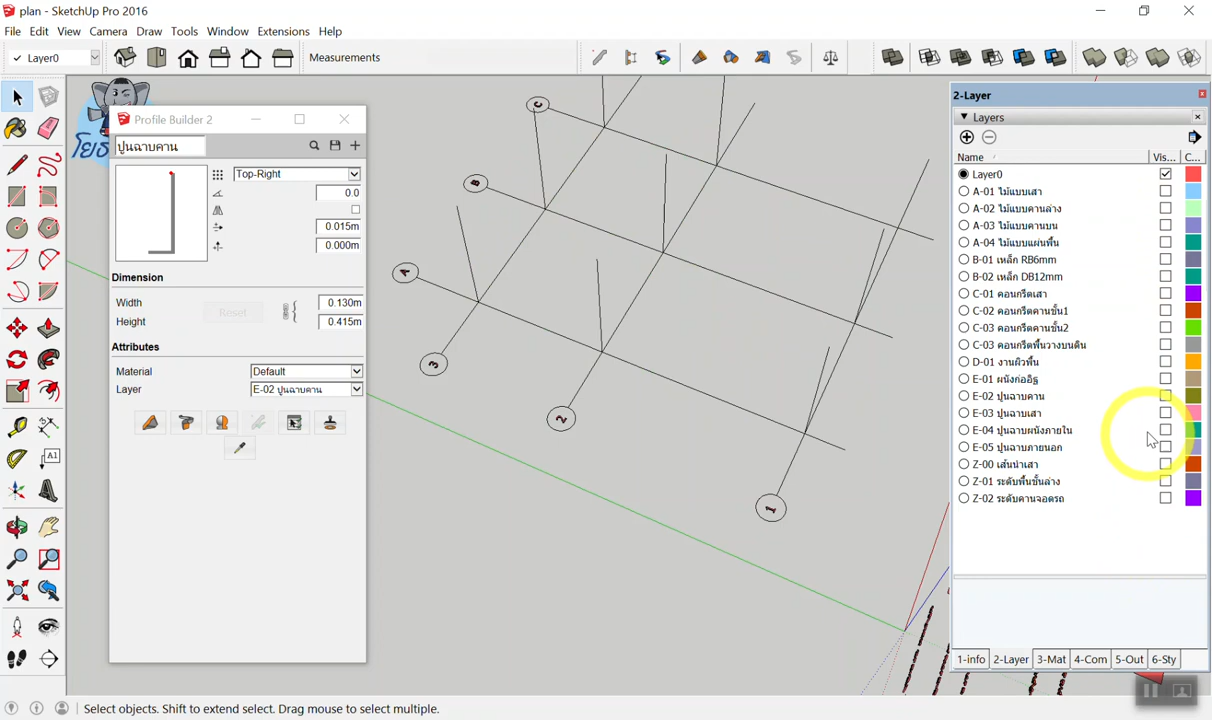 plan - SketchUp Pro 2016
File Edit View Camera Draw Tools Window Extensions Help
Layer0
Measurements
โยธ
Profile Builder 2
ปูนฉาบคาน
Top-Right
0.0
0.015m
0.000m
Dimension
Width 0.130m
Reset
Height 0.415m
Attributes
Material Default
Layer E-02 ปูนฉาบคาน
C
B
A
3
2
1
A1
2-Layer
Layers
Name Vis... C...
Layer0
A-01 ไม้แบบเสา
A-02 ไม้แบบคานล่าง
A-03 ไม้แบบคานบน
A-04 ไม้แบบแผ่นพื้น
B-01 เหล็ก RB6mm
B-02 เหล็ก DB12mm
C-01 คอนกรีตเสา
C-02 คอนกรีตคานชั้น1
C-03 คอนกรีตคานชั้น2
C-03 คอนกรีตพื้นวางบนดิน
D-01 งานผิวพื้น
E-01 ผนังก่ออิฐ
E-02 ปูนฉาบคาน
E-03 ปูนฉาบเสา
E-04 ปูนฉาบผนังภายใน
E-05 ปูนฉาบภายนอก
Z-00 เส้นนำเสา
Z-01 ระดับพื้นชั้นล่าง
Z-02 ระดับคานจอดรถ
1-info 2-Layer 3-Mat 4-Com 5-Out 6-Sty
Select objects. Shift to extend select. Drag mouse to select multiple.